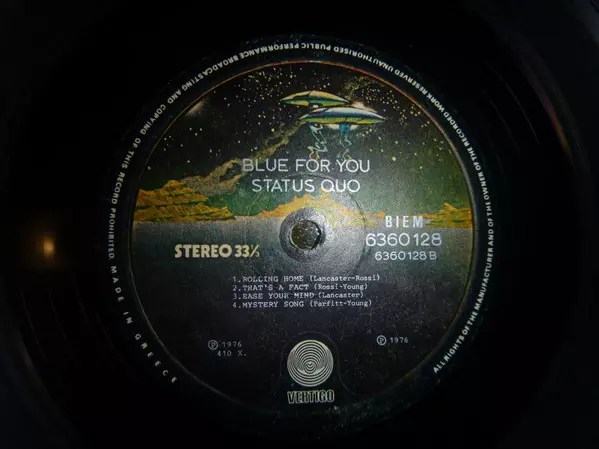 ALL RIGHTS OF THE MANUFACTURER AND OF THE OWNER OF THE RECORDED WORK RESERVED UNAUTHORISED PUBLIC PERFORMANCE BROADCASTING AND COPYING OF THIS RECORD PROHIBITED. MADE IN GREECE
BLUE FOR YOU
STATUS QUO
STEREO 33⅓
BIEM
6360128
6360128 B
1.ROLLING HOME (Lancaster-Rossi)
2.THAT'S A FACT (Rossi-Young)
3.EASE YOUR MIND (Lancaster)
4.MYSTERY SONG (Parfitt-Young)
℗ 1976
410 X.
℗ 1976
VERTIGO